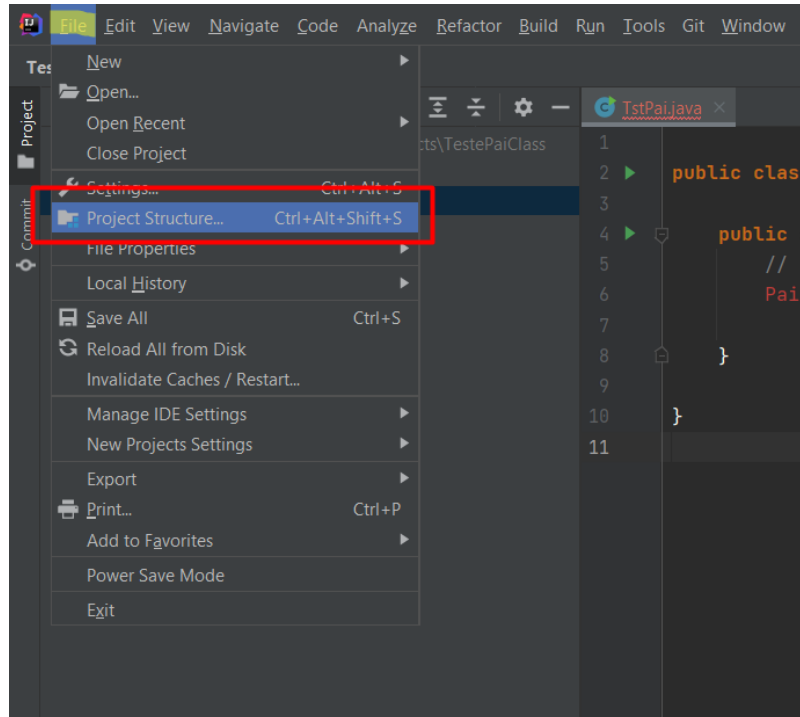 File Edit View Navigate Code Analyze Refactor Build Run Tools Git Window
Tes
New
Open...
Open Recent
Close Project
Settings... Ctrl+Alt+S
Project Structure... Ctrl+Alt+Shift+S
File Properties
Local History
Save All Ctrl+S
Reload All from Disk
Invalidate Caches / Restart...
Manage IDE Settings
New Projects Settings
Export
Print... Ctrl+P
Add to Favorites
Power Save Mode
Exit
Project
Commit
cts\TestePaiClass
TstPai.java
1
2 public clas
3
4 public
5 //
6 Pai
7
8 }
9
10 }
11